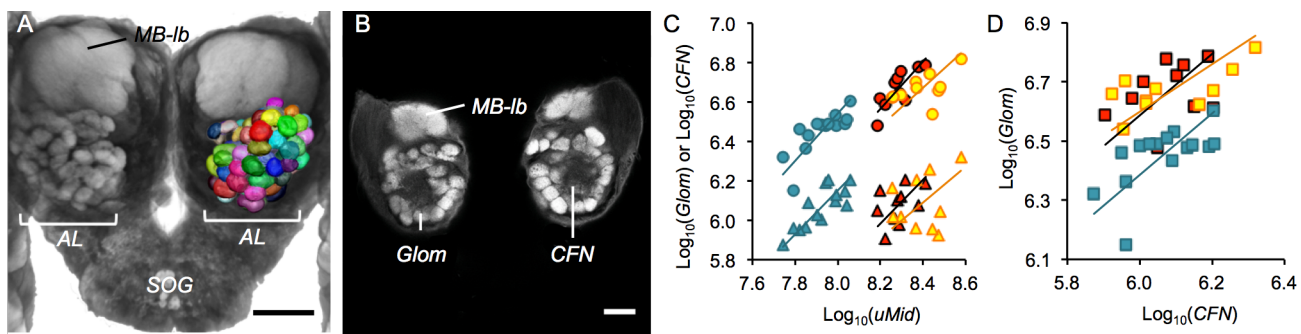 A
MB-lb
AL
AL
SOG
B
MB-lb
Glom
CFN
C
Log10(Glom) or Log10(CFN)
7.0
6.8
6.6
6.4
6.2
6.0
5.8
7.6 7.8 8.0 8.2 8.4 8.6
Log10(uMid)
D
Log10(Glom)
6.9
6.7
6.5
6.3
6.1
5.8 6.0 6.2 6.4
Log10(CFN)